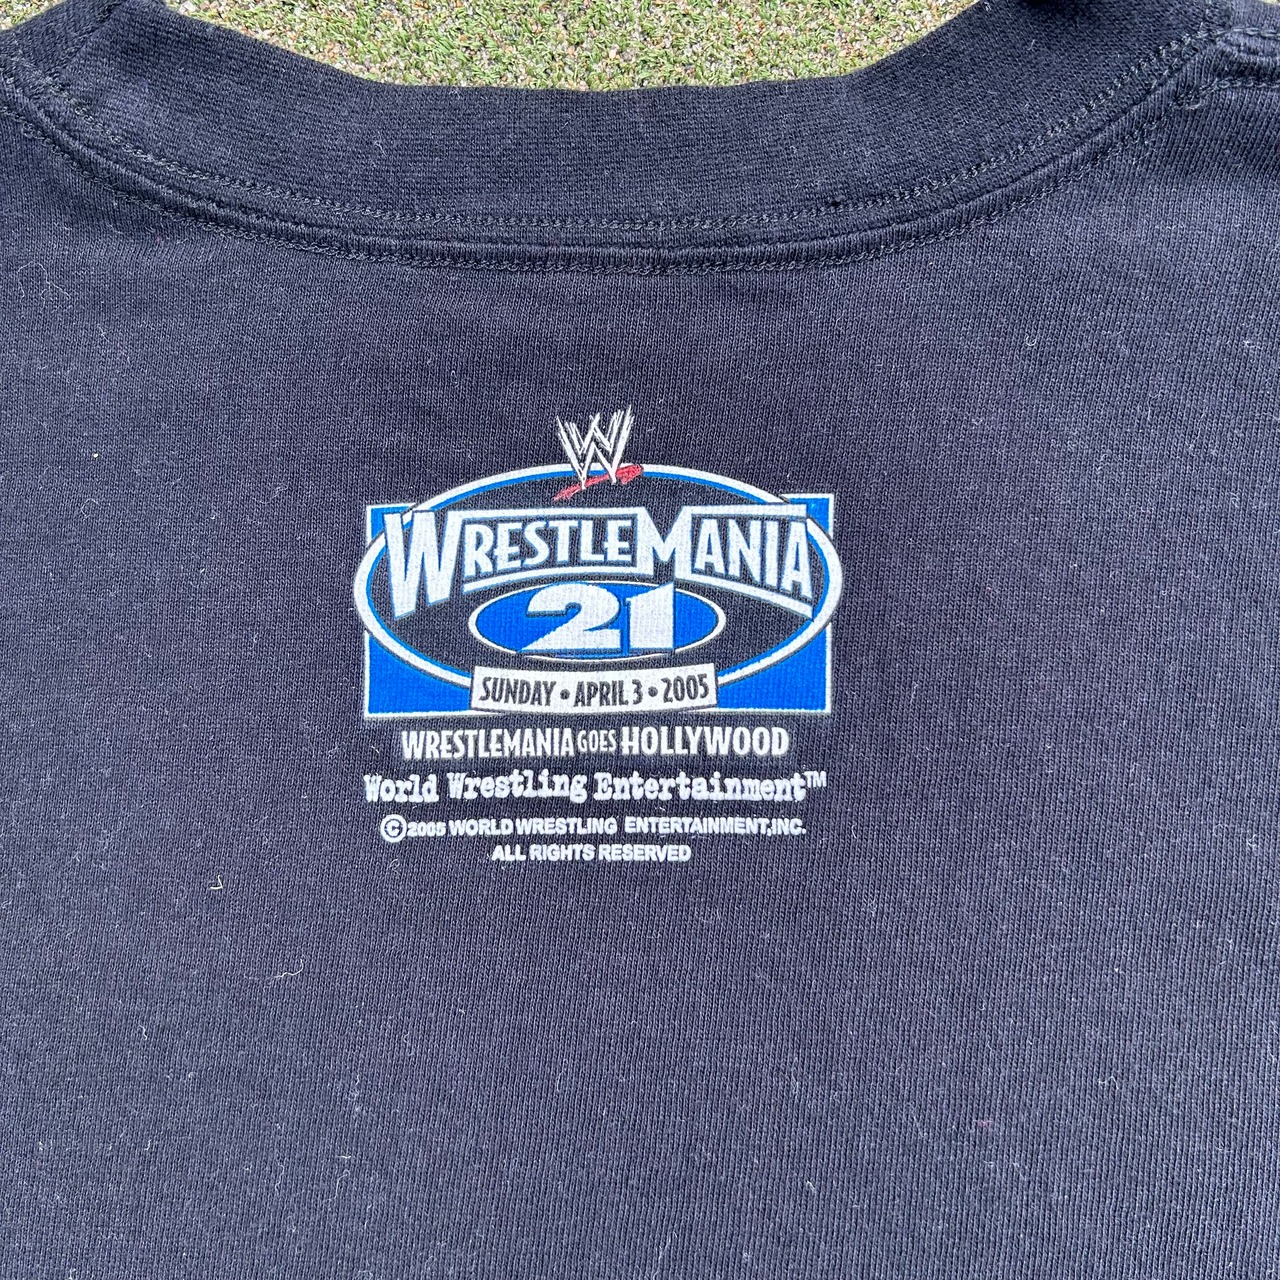 W
WRESTLEMANIA
21
SUNDAY • APRIL 3 • 2005
WRESTLEMANIA GOES HOLLYWOOD
World Wrestling Entertainment™
©2005 WORLD WRESTLING ENTERTAINMENT,INC.
ALL RIGHTS RESERVED